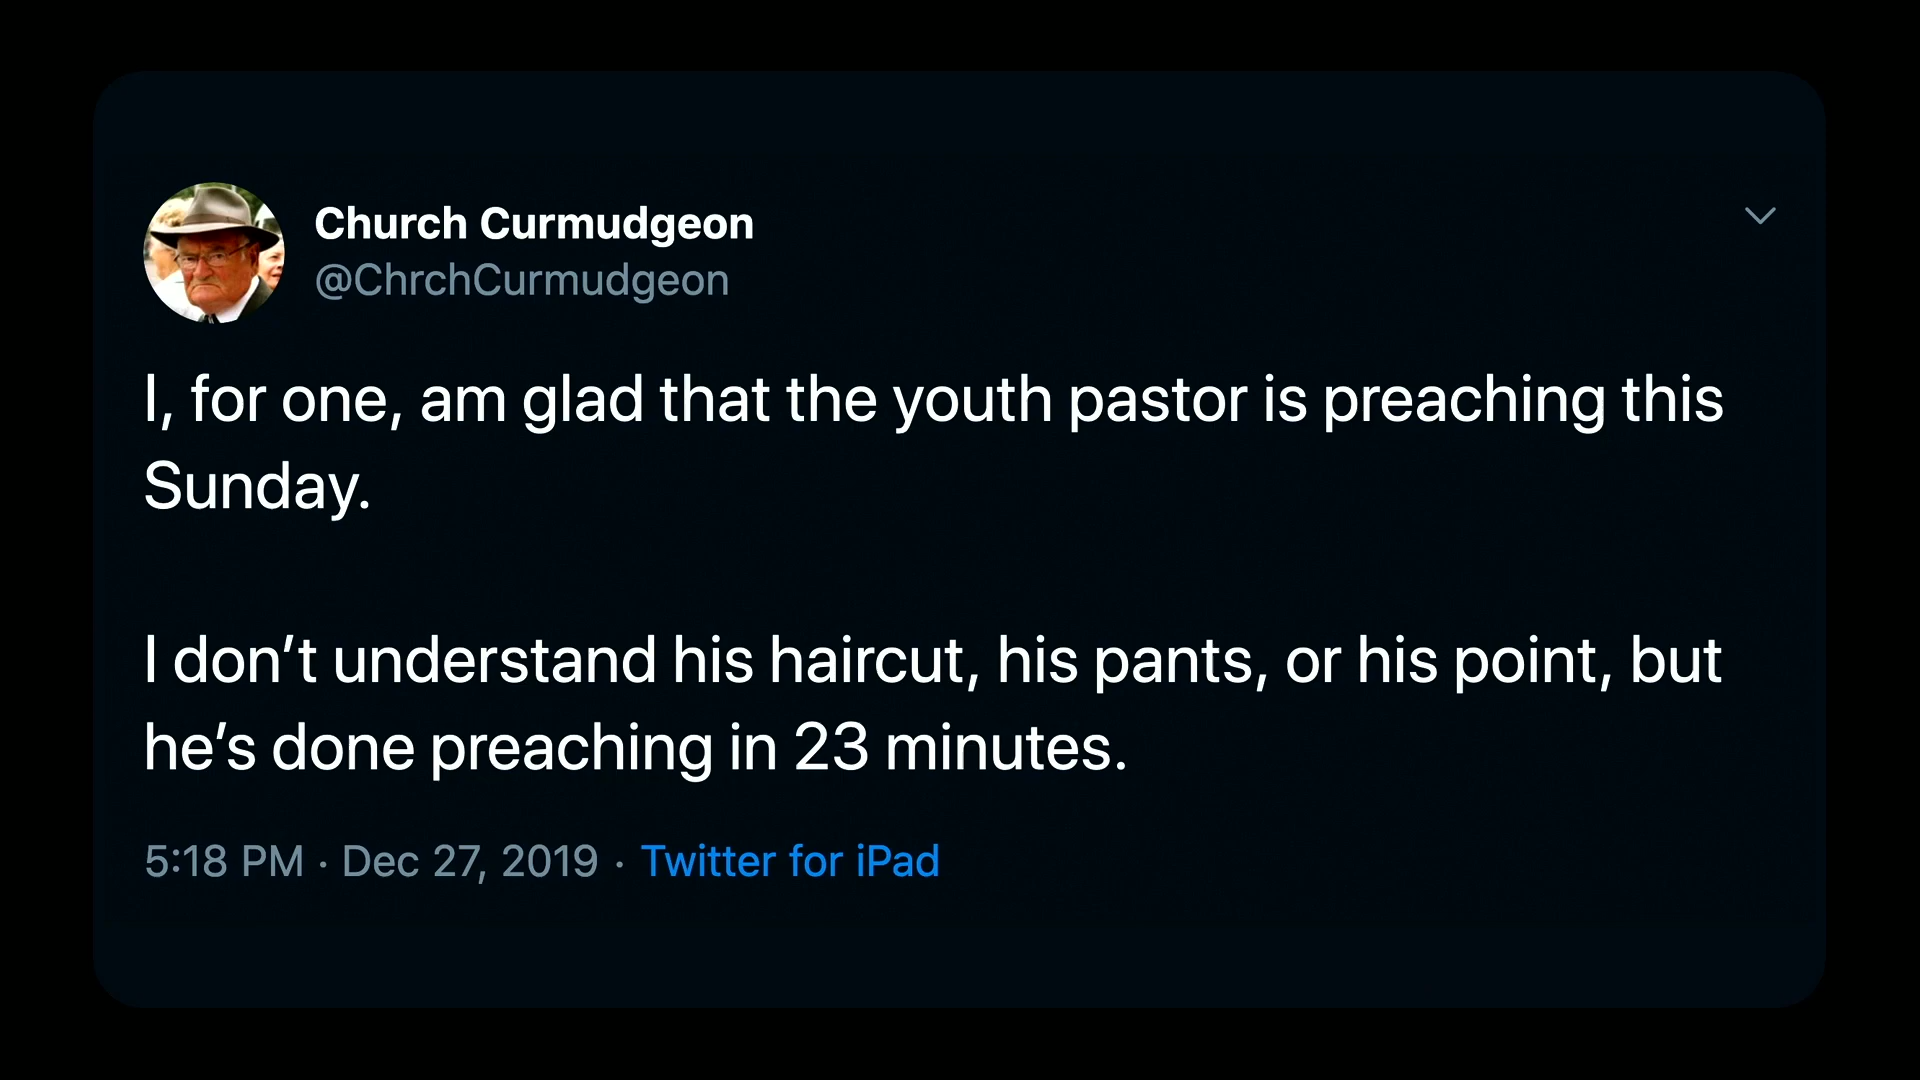 Church Curmudgeon
@ChrchCurmudgeon
I, for one, am glad that the youth pastor is preaching this
Sunday.
I don’t understand his haircut, his pants, or his point, but
he’s done preaching in 23 minutes.
5:18 PM · Dec 27, 2019 · Twitter for iPad